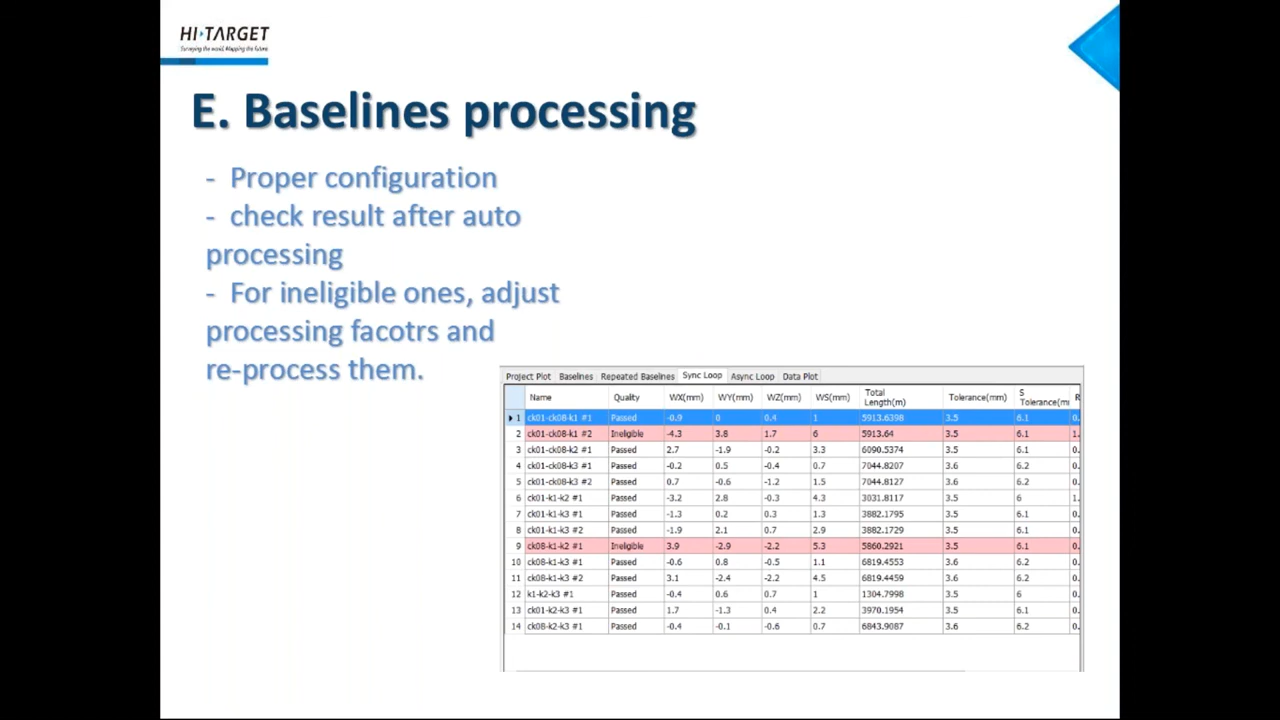 HI-TARGET
Surveying the world, Mapping the future
E. Baselines processing
- Proper configuration
- check result after auto
processing
- For ineligible ones, adjust
processing facotrs and
re-process them.
Project Plot Baselines Repeated Baselines Sync Loop Async Loop Data Plot
Name Quality WX(mm) WY(mm) WZ(mm) WS(mm) Total Length(m) Tolerance(mm) S Tolerance(m R
1 ck01-ck08-k1 #1 Passed -0.9 0 0.4 1 5913.6398 3.5 6.1 0.
2 ck01-ck08-k1 #2 Ineligible -4.3 3.8 1.7 6 5913.64 3.5 6.1 1.
3 ck01-ck08-k2 #1 Passed 2.7 -1.9 -0.2 3.3 6090.5374 3.5 6.1 0.
4 ck01-ck08-k3 #1 Passed -0.2 0.5 -0.4 0.7 7044.8207 3.6 6.2 0.
5 ck01-ck08-k3 #2 Passed 0.7 -0.6 -1.2 1.5 7044.8127 3.6 6.2 0.
6 ck01-k1-k2 #1 Passed -3.2 2.8 -0.3 4.3 3031.8117 3.5 6 1.
7 ck01-k1-k3 #1 Passed -1.3 0.2 0.3 1.3 3882.1795 3.5 6.1 0.
8 ck01-k1-k3 #2 Passed -1.9 2.1 0.7 2.9 3882.1729 3.5 6.1 0.
9 ck08-k1-k2 #1 Ineligible 3.9 -2.9 -2.2 5.3 5860.2921 3.5 6.1 0.
10 ck08-k1-k3 #1 Passed -0.6 0.8 -0.5 1.1 6819.4553 3.6 6.2 0.
11 ck08-k1-k3 #2 Passed 3.1 -2.4 -2.2 4.5 6819.4459 3.6 6.2 0.
12 k1-k2-k3 #1 Passed -0.4 0.6 0.7 1 1304.7998 3.5 6 0.
13 ck01-k2-k3 #1 Passed 1.7 -1.3 0.4 2.2 3970.1954 3.5 6.1 0.
14 ck08-k2-k3 #1 Passed -0.4 -0.1 -0.6 0.7 6843.9087 3.6 6.2 0.